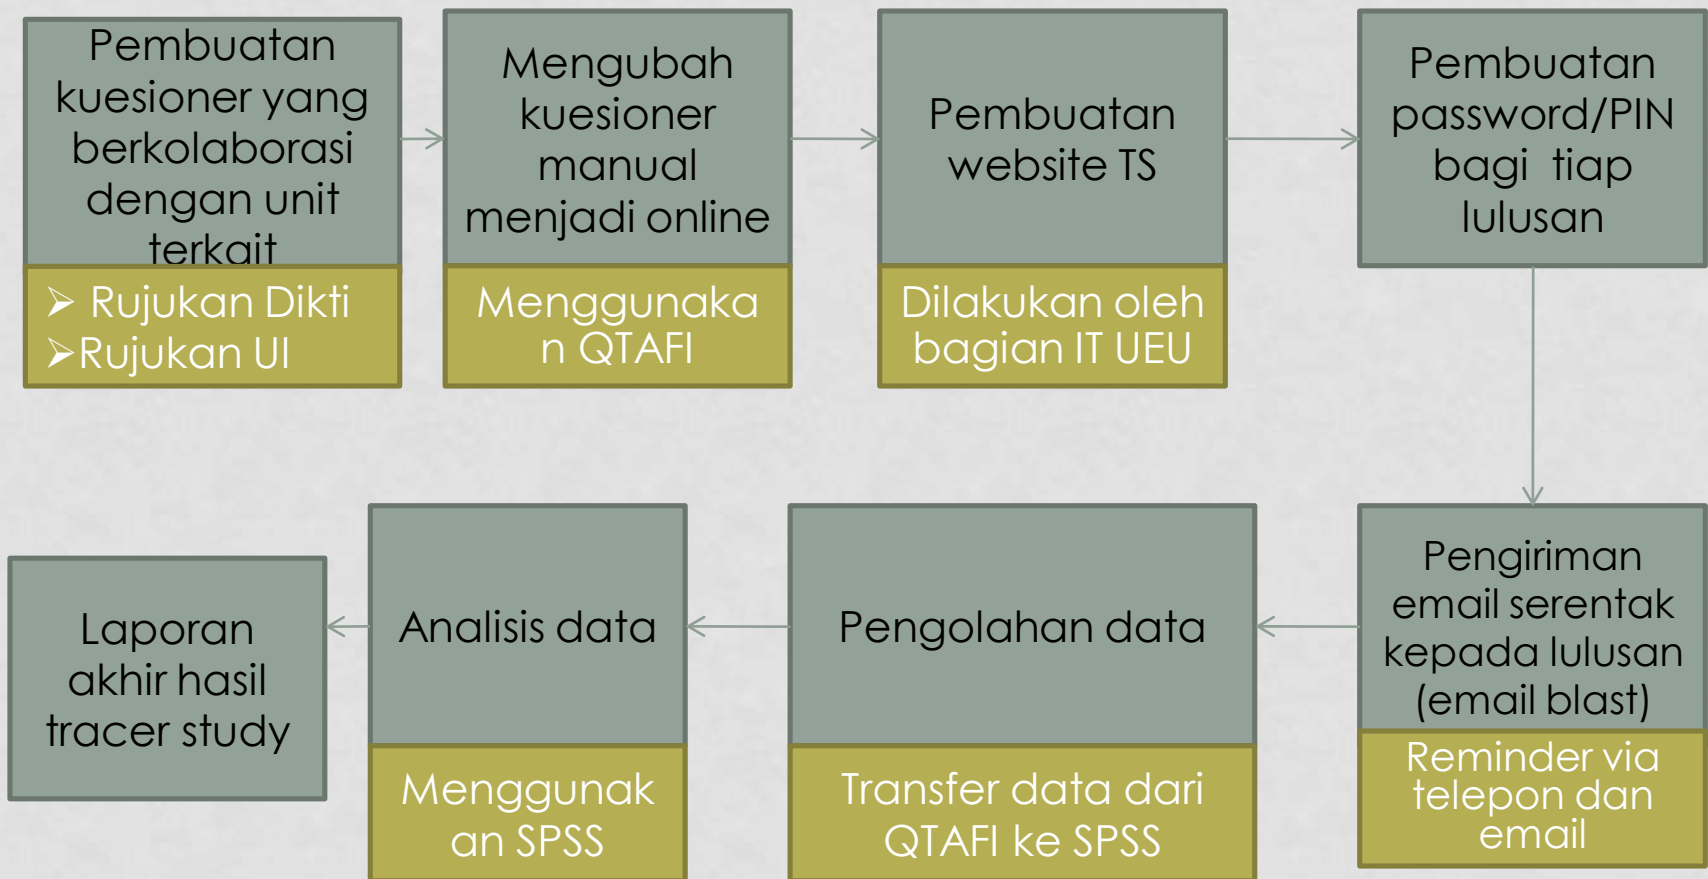 Pembuatan
kuesioner yang
berkolaborasi
dengan unit
terkait
➢ Rujukan Dikti
➢Rujukan UI
Mengubah
kuesioner
manual
menjadi online
Menggunaka
n QTAFI
Pembuatan
website TS
Dilakukan oleh
bagian IT UEU
Pembuatan
password/PIN
bagi tiap
lulusan
Pengiriman
email serentak
kepada lulusan
(email blast)
Reminder via
telepon dan
email
Pengolahan data
Transfer data dari
QTAFI ke SPSS
Analisis data
Menggunak
an SPSS
Laporan
akhir hasil
tracer study